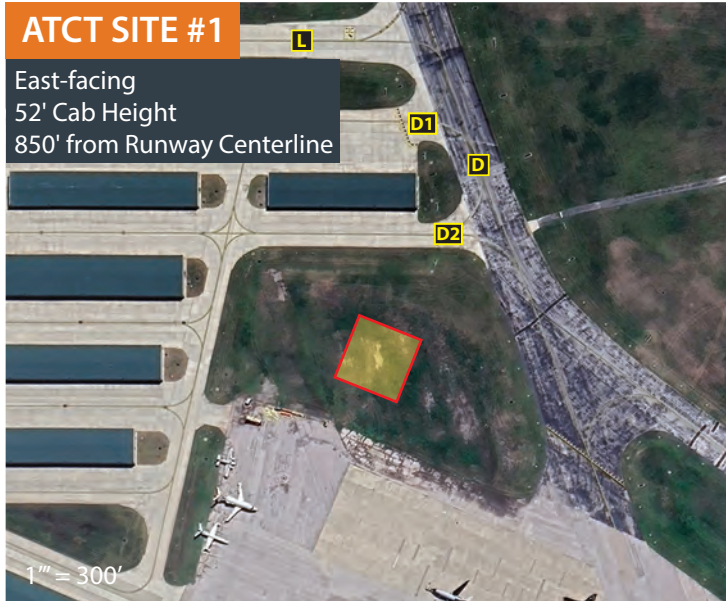 ATCT SITE #1
East-facing
52' Cab Height
850' from Runway Centerline
L
D1
D
D2
1"' = 300'